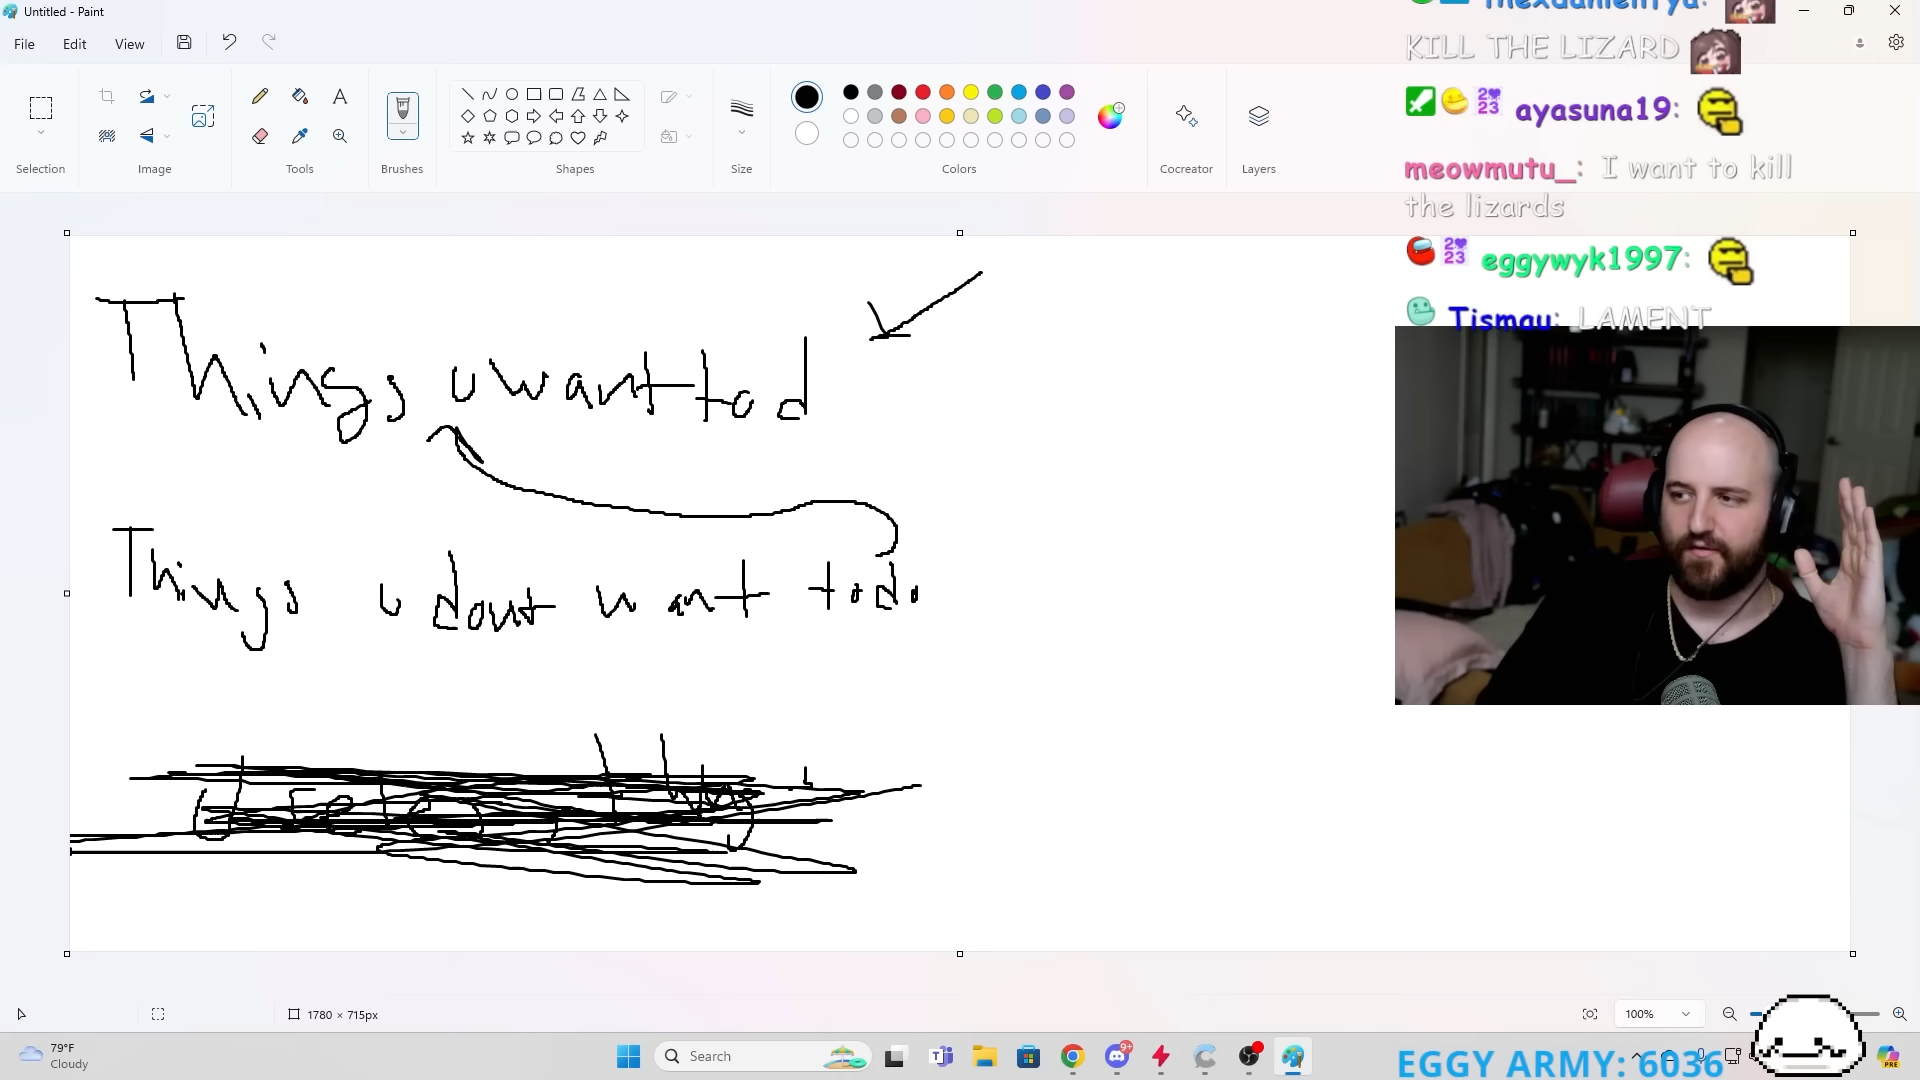 Untitled - Paint
File Edit View
Selection
Image
Tools
Brushes
Shapes
Size
Colors
Cocreator
Layers
KILL THE LIZARD
ayasuna19:
meowmutu_: I want to kill
the lizards
eggywyk1997:
Tismau: LAMENT
Things u want to d
Things u dont want todo
1780 × 715px
100%
79°F
Cloudy
Search
9+
EGGY ARMY: 6036